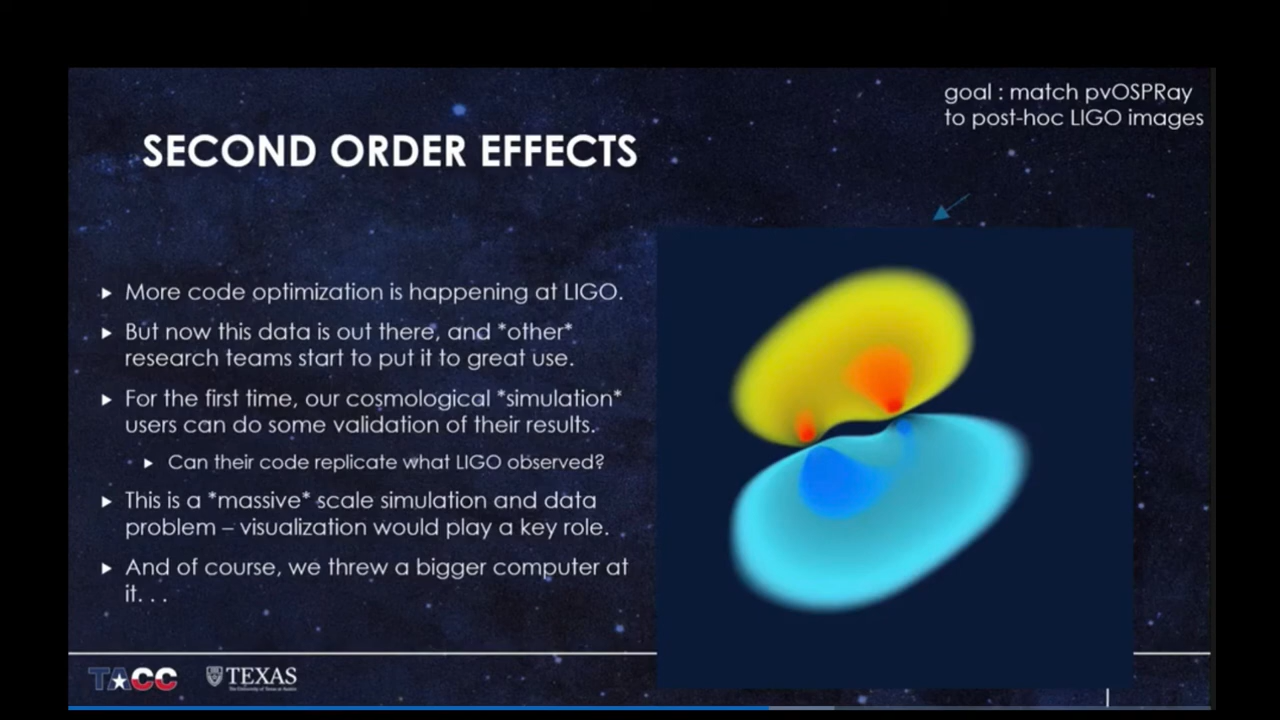 goal : match pvOSPRay
to post-hoc LIGO images
SECOND ORDER EFFECTS
More code optimization is happening at LIGO.
But now this data is out there, and *other*
research teams start to put it to great use.
For the first time, our cosmological *simulation*
users can do some validation of their results.
Can their code replicate what LIGO observed?
This is a *massive* scale simulation and data
problem – visualization would play a key role.
And of course, we threw a bigger computer at
it. . .
TACC
TEXAS
The University of Texas at Austin